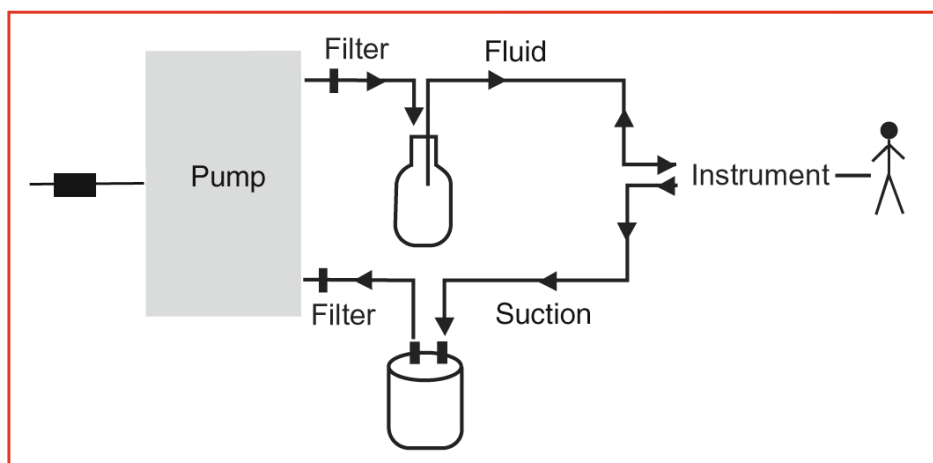 Filter
Fluid
Pump
Instrument
Filter
Suction